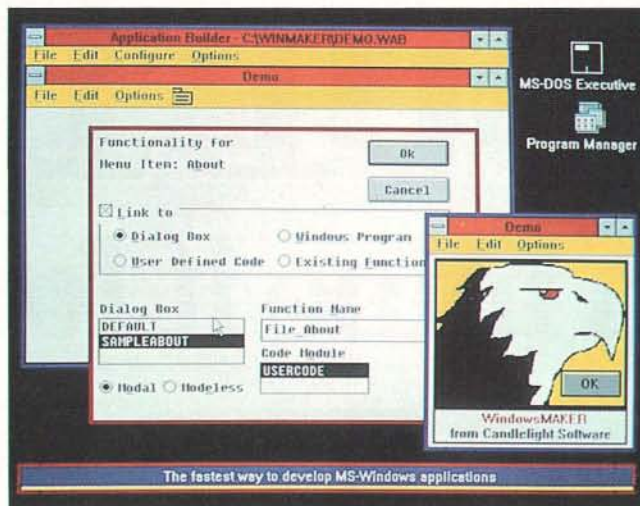 Application Builder - C:\WINMAKER\DEMO.WAB
File Edit Configure Options
Demo
File Edit Options
MS-DOS Executive
Program Manager
Functionality for
Menu Item: About
Ok
Cancel
Link to
Dialog Box
Windows Program
User Defined Code
Existing Function
Dialog Box
DEFAULT
SAMPLEABOUT
Modal Modeless
Function Name
File_About
Code Module
USERCODE
Demo
File Edit Options
OK
WindowsMAKER
from Candlelight Software
The fastest way to develop MS-Windows applications